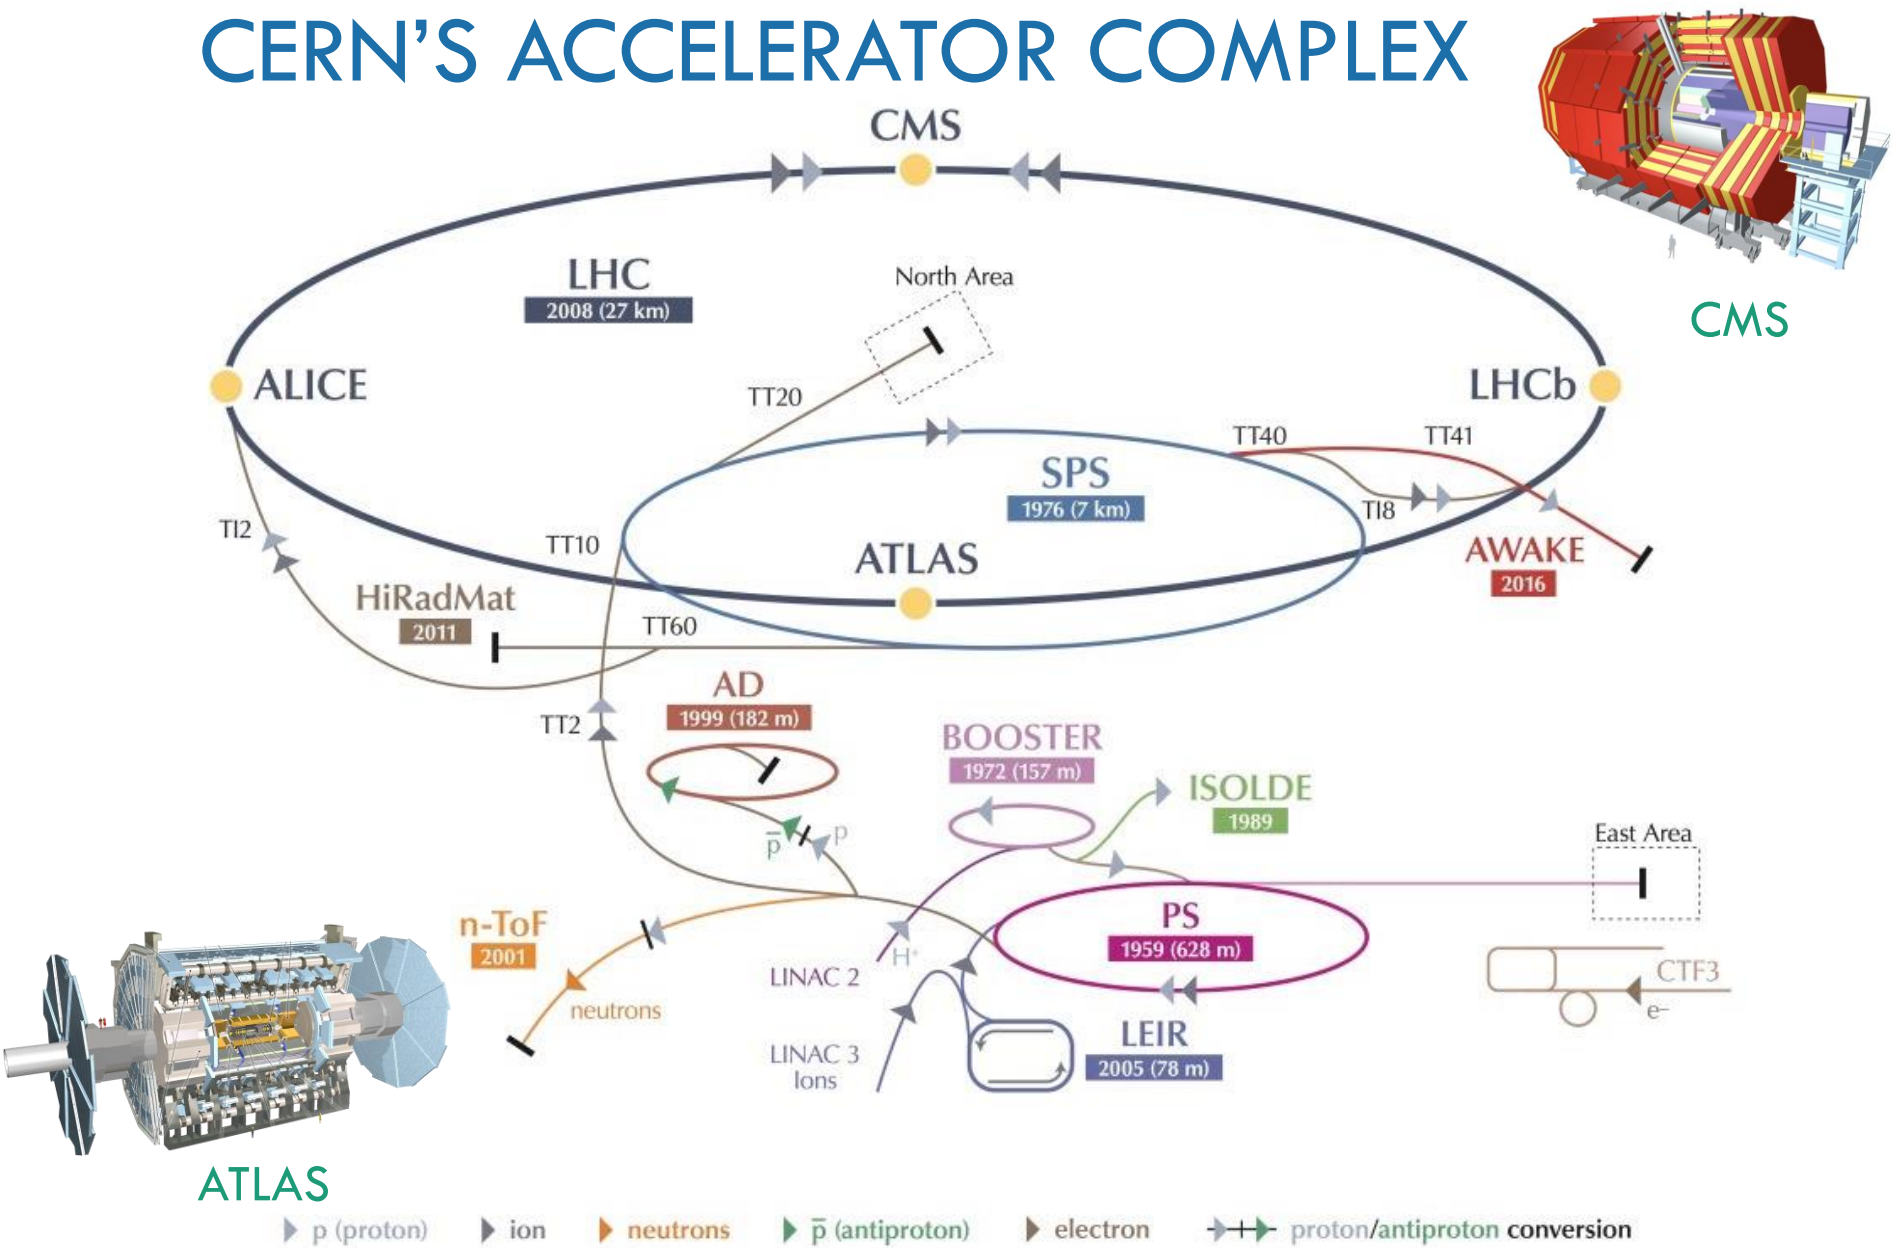 CERN'S ACCELERATOR COMPLEX
CMS
CMS
LHC
2008 (27 km)
North Area
ALICE
TT20
LHCb
TT40
TT41
SPS
1976 (7 km)
TI8
TI2
TT10
ATLAS
AWAKE
2016
HiRadMat
2011
TT60
AD
1999 (182 m)
TT2
BOOSTER
1972 (157 m)
ISOLDE
1989
p̅
p
East Area
n-ToF
2001
PS
1959 (628 m)
H⁺
LINAC 2
neutrons
CTF3
e–
LEIR
2005 (78 m)
LINAC 3
Ions
ATLAS
p (proton)
ion
neutrons
p̅ (antiproton)
electron
proton/antiproton conversion